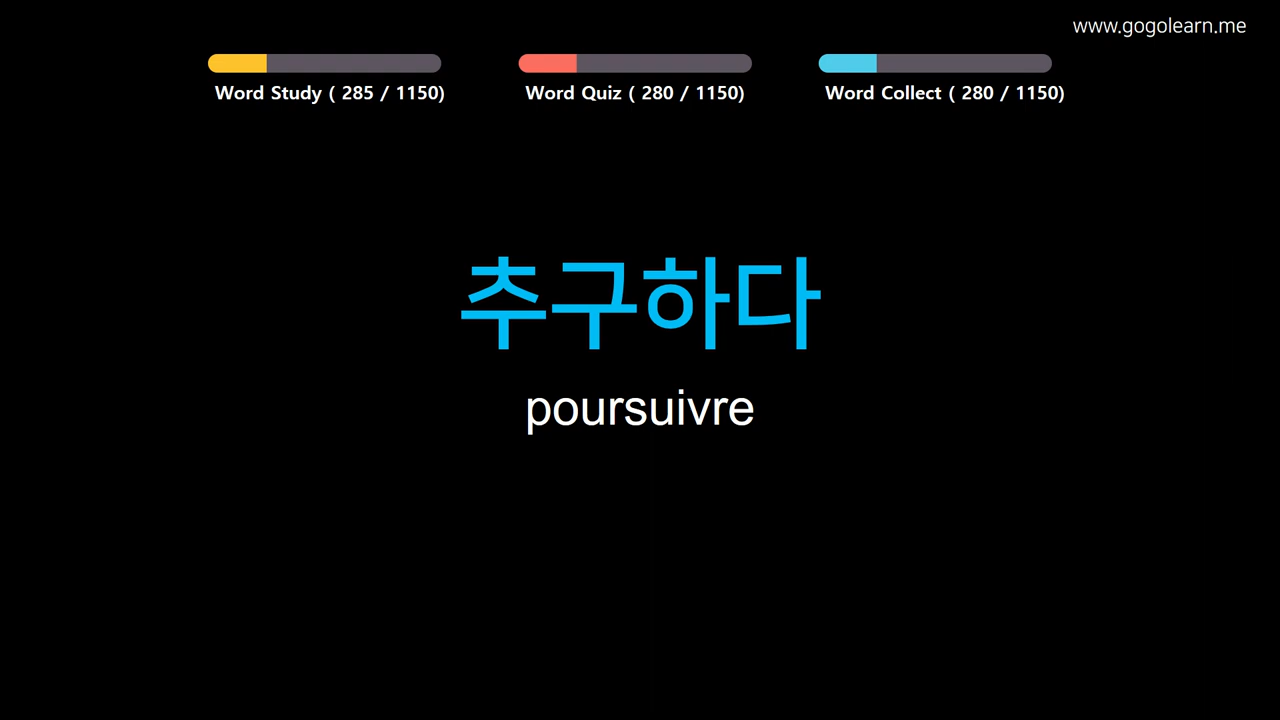 www.gogolearn.me
Word Study ( 285 / 1150)
Word Quiz ( 280 / 1150)
Word Collect ( 280 / 1150)
추구하다
poursuivre